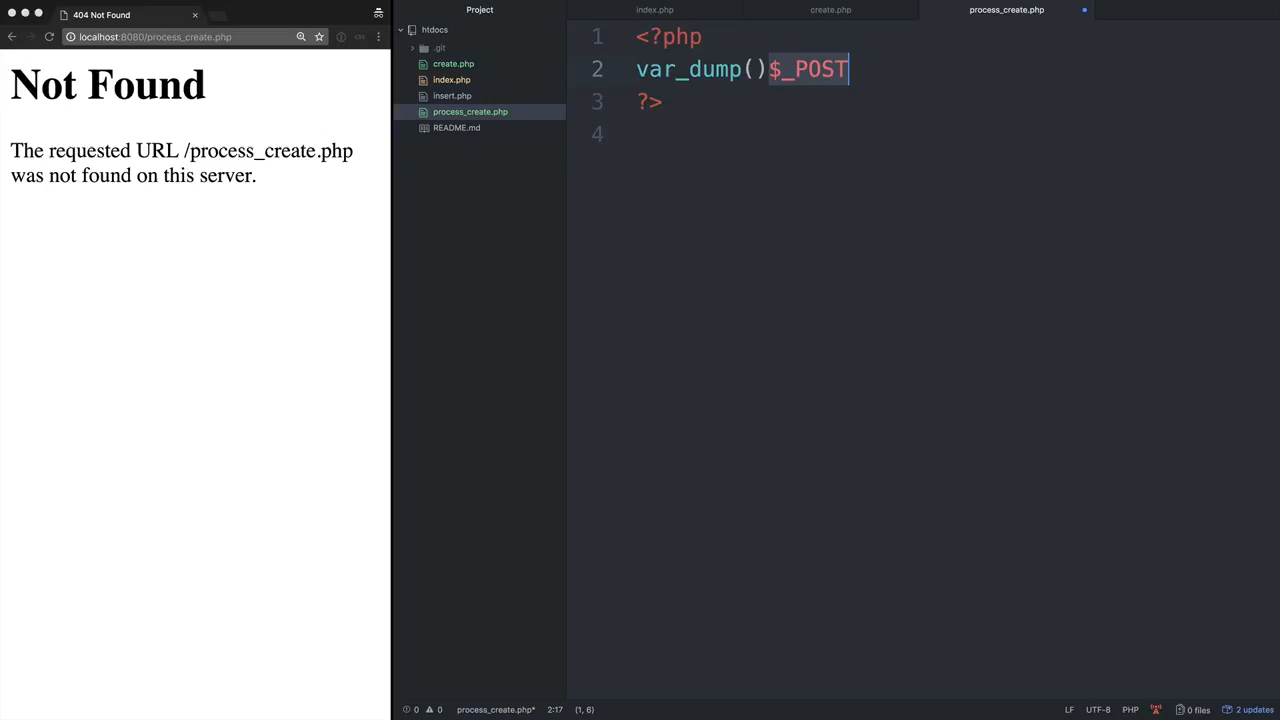 404 Not Found
localhost:8080/process_create.php
Not Found
The requested URL /process_create.php
was not found on this server.
Project
htdocs
.git
create.php
index.php
insert.php
process_create.php
README.md
index.php
create.php
process_create.php
1 <?php
2 var_dump()$_POST
3 ?>
4
0 0 process_create.php* 2:17 (1, 6)
LF UTF-8 PHP 0 files 2 updates